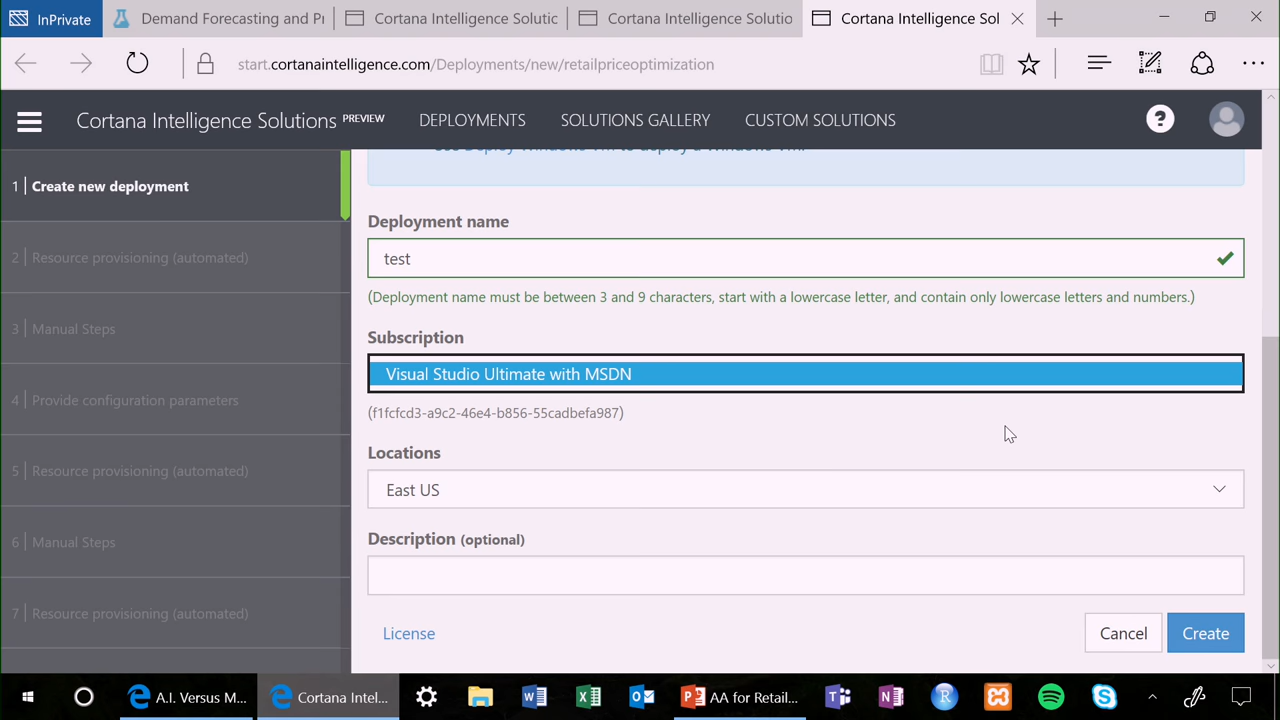 InPrivate
Demand Forecasting and Pr
Cortana Intelligence Solutic
Cortana Intelligence Solutio
Cortana Intelligence Sol
start.cortanaintelligence.com/Deployments/new/retailpriceoptimization
Cortana Intelligence Solutions PREVIEW
DEPLOYMENTS
SOLUTIONS GALLERY
CUSTOM SOLUTIONS
?
1 Create new deployment
2 Resource provisioning (automated)
3 Manual Steps
4 Provide configuration parameters
5 Resource provisioning (automated)
6 Manual Steps
7 Resource provisioning (automated)
Deployment name
test
(Deployment name must be between 3 and 9 characters, start with a lowercase letter, and contain only lowercase letters and numbers.)
Subscription
Visual Studio Ultimate with MSDN
(f1fcfcd3-a9c2-46e4-b856-55cadbefa987)
Locations
East US
Description (optional)
License
Cancel
Create
A.I. Versus M...
Cortana Intel...
AA for Retail...